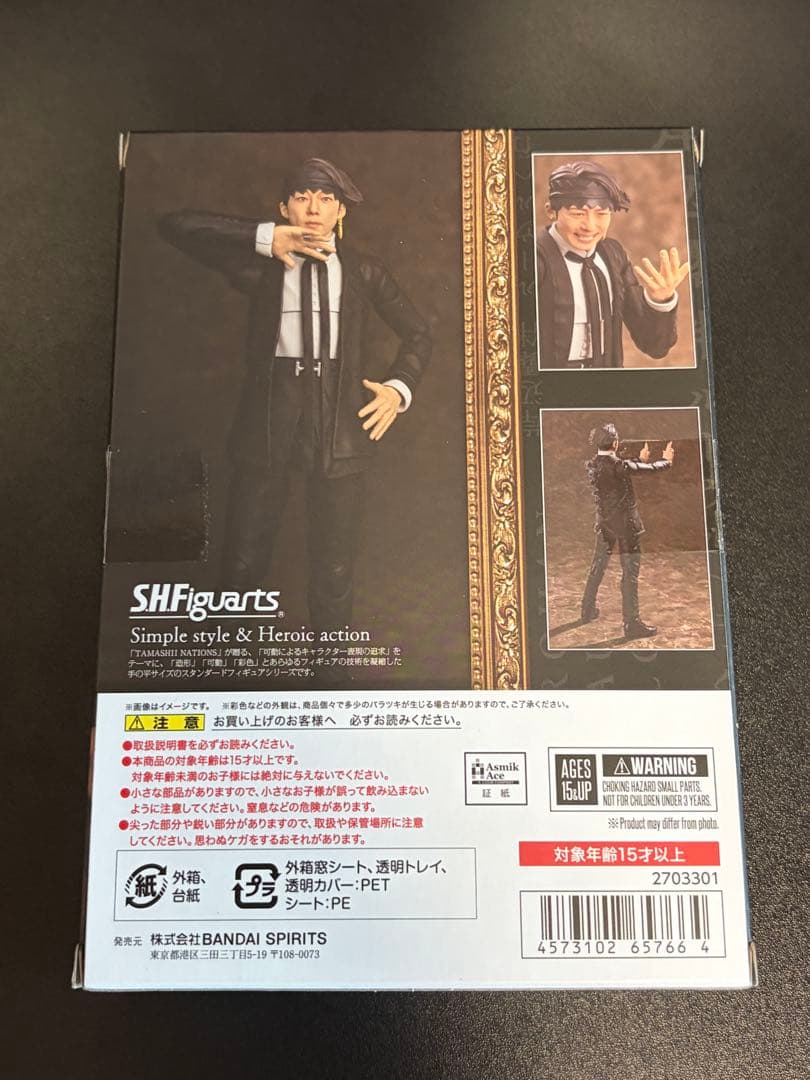 S.H.Figuarts®
Simple style & Heroic action
「TAMASHII NATIONS」が贈る、「可動によるキャラクター表現の追求」を
テーマに、「造形」「可動」「彩色」とあらゆるフィギュアの技術を凝縮した
手の平サイズのスタンダードフィギュアシリーズです。
※画像はイメージです。 ※彩色などの外観は、商品個々で多少のバラツキが生じる場合がありますので、ご了承ください。
注意 お買い上げのお客様へ 必ずお読みください。
●取扱説明書を必ずお読みください。
●本商品の対象年齢は15才以上です。
対象年齢未満のお子様には絶対に与えないでください。
●小さな部品がありますので、小さなお子様が誤って飲み込まない
ように注意してください。窒息などの危険があります。
●尖った部分や鋭い部分がありますので、取扱や保管場所に注意
してください。思わぬケガをするおそれがあります。
Asmik
Ace
証紙
AGES
15&UP
WARNING
CHOKING HAZARD SMALL PARTS.
NOT FOR CHILDREN UNDER 3 YEARS.
※Product may differ from photo.
対象年齢15才以上
2703301
紙 外箱、
台紙
プラ 外箱窓シート、透明トレイ、
透明カバー:PET
シート:PE
発売元 株式会社BANDAI SPIRITS
東京都港区三田三丁目5-19 〒108-0073
4573102 65766 4